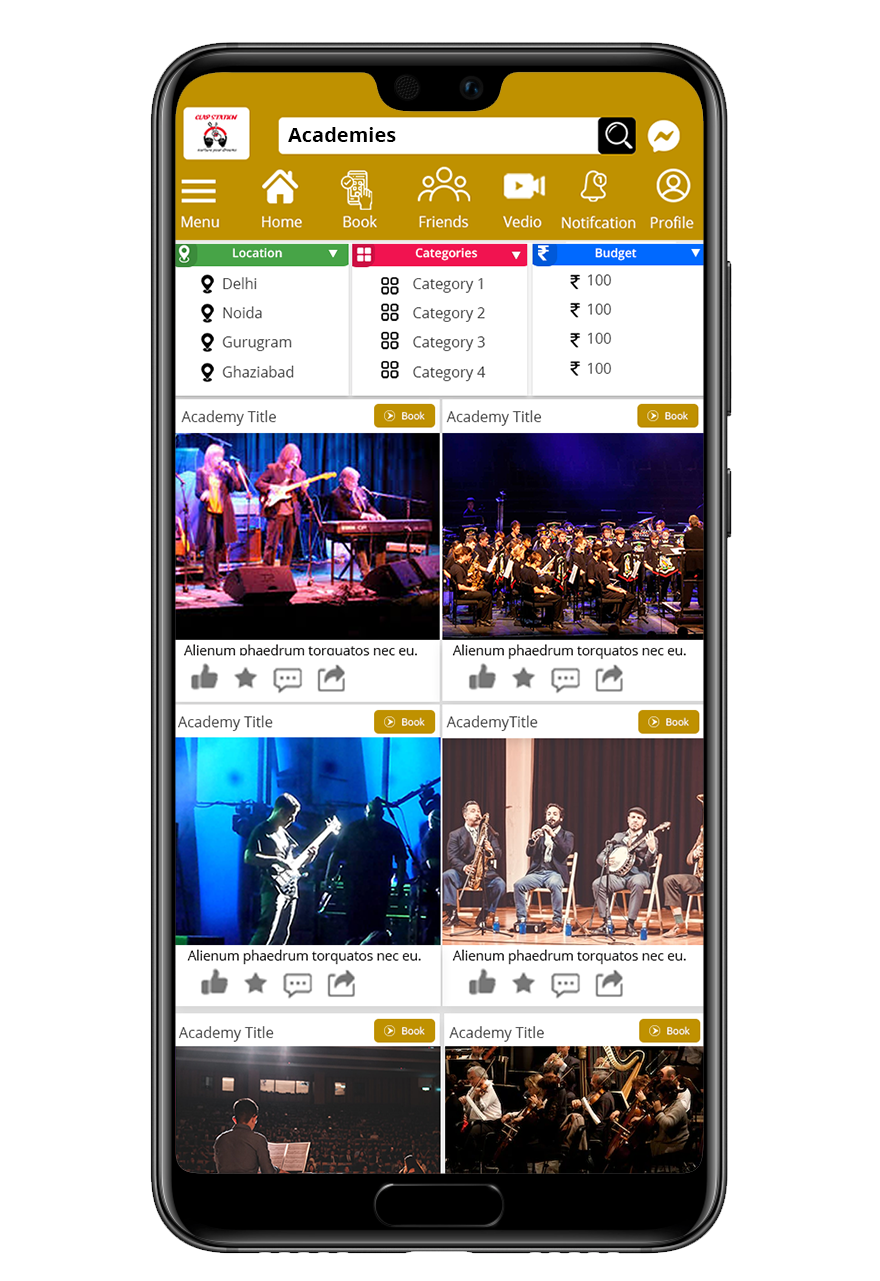 CLAP STATION
Academies
Menu
Home
Book
Friends
Vedio
Notifcation
Profile
1
Location
Categories
Budget
Delhi
Category 1
₹ 100
Noida
Category 2
₹ 100
Gurugram
Category 3
₹ 100
Ghaziabad
Category 4
₹ 100
Academy Title
Book
Academy Title
Book
Alienum phaedrum torquatos nec eu.
Alienum phaedrum torquatos nec eu.
Academy Title
Book
AcademyTitle
Book
Alienum phaedrum torquatos nec eu.
Alienum phaedrum torquatos nec eu.
Academy Title
Book
Academy Title
Book